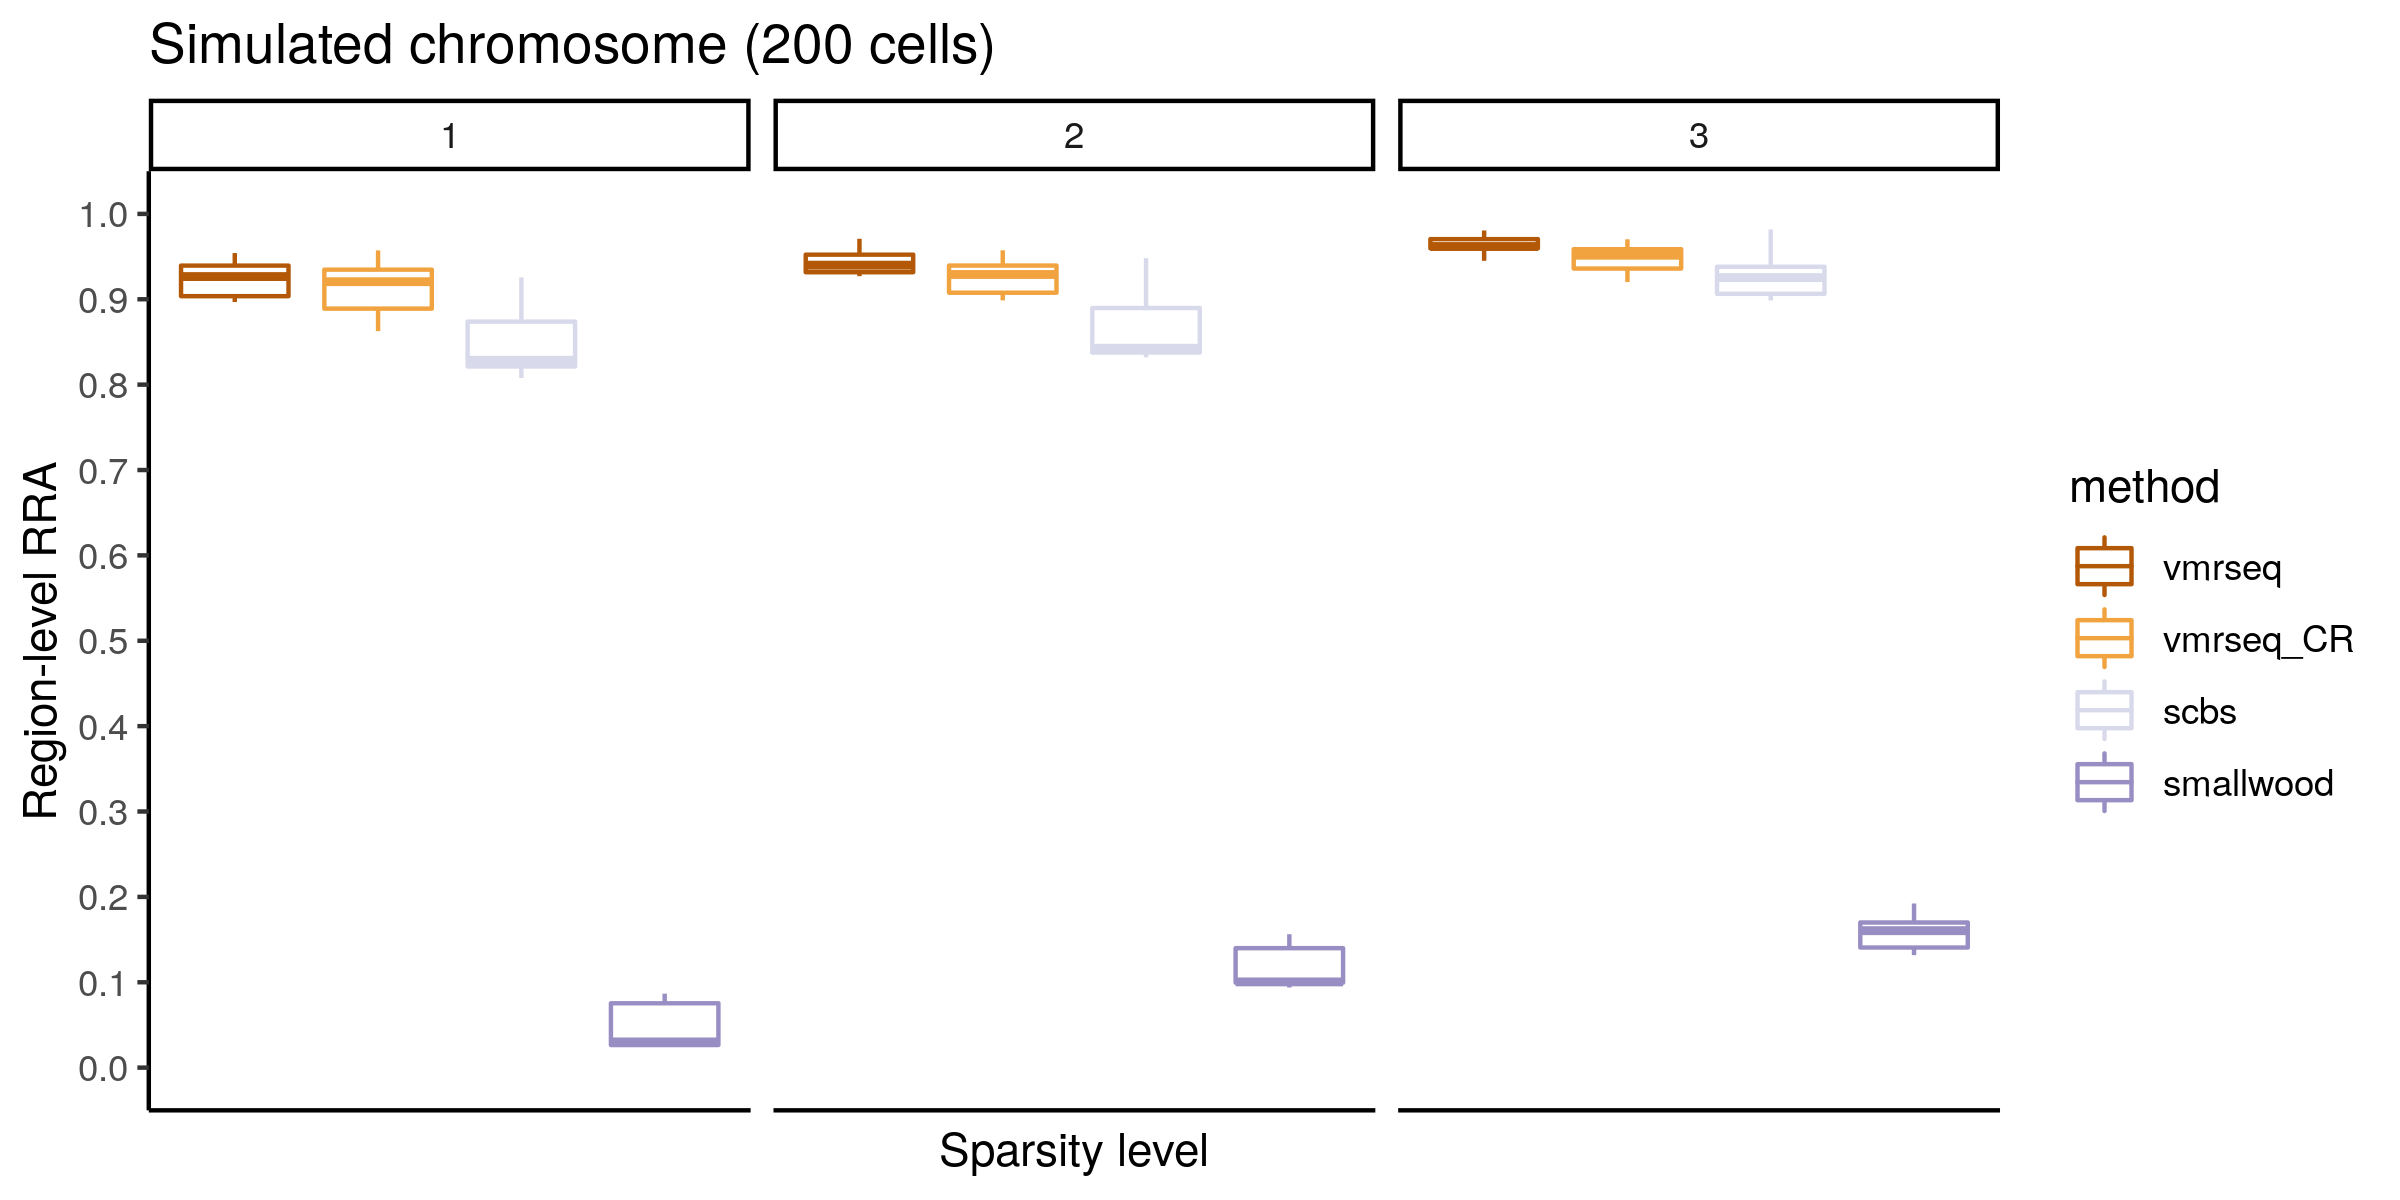 Simulated chromosome (200 cells)
1
2
3
1.0
0.9
0.8
0.7
0.6
0.5
0.4
0.3
0.2
0.1
0.0
Region-level RRA
Sparsity level
method
vmrseq
vmrseq_CR
scbs
smallwood